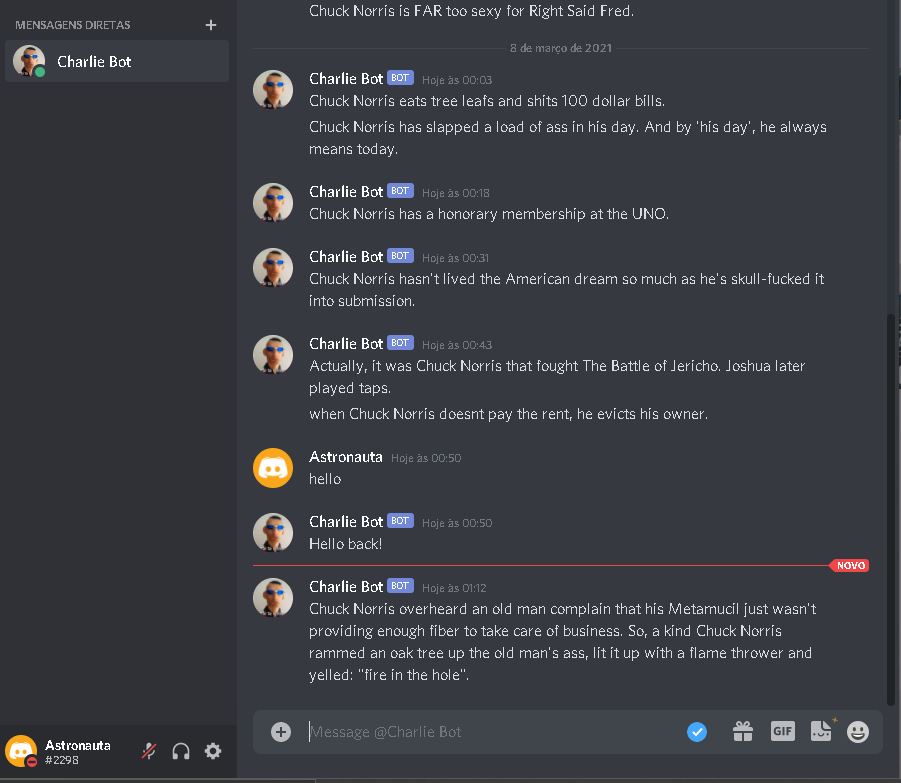 Chuck Norris is FAR too sexy for Right Said Fred.
MENSAGENS DIRETAS
Charlie Bot
8 de março de 2021
Charlie Bot BOT Hoje às 00:03
Chuck Norris eats tree leafs and shits 100 dollar bills.
Chuck Norris has slapped a load of ass in his day. And by 'his day', he always
means today.
Charlie Bot BOT Hoje às 00:18
Chuck Norris has a honorary membership at the UNO.
Charlie Bot BOT Hoje às 00:31
Chuck Norris hasn't lived the American dream so much as he's skull-fucked it
into submission.
Charlie Bot BOT Hoje às 00:43
Actually, it was Chuck Norris that fought The Battle of Jericho. Joshua later
played taps.
when Chuck Norris doesnt pay the rent, he evicts his owner.
Astronauta Hoje às 00:50
hello
Charlie Bot BOT Hoje às 00:50
Hello back!
NOVO
Charlie Bot BOT Hoje às 01:12
Chuck Norris overheard an old man complain that his Metamucil just wasn't
providing enough fiber to take care of business. So, a kind Chuck Norris
rammed an oak tree up the old man's ass, lit it up with a flame thrower and
yelled: "fire in the hole".
Message @Charlie Bot
GIF
Astronauta
#2298